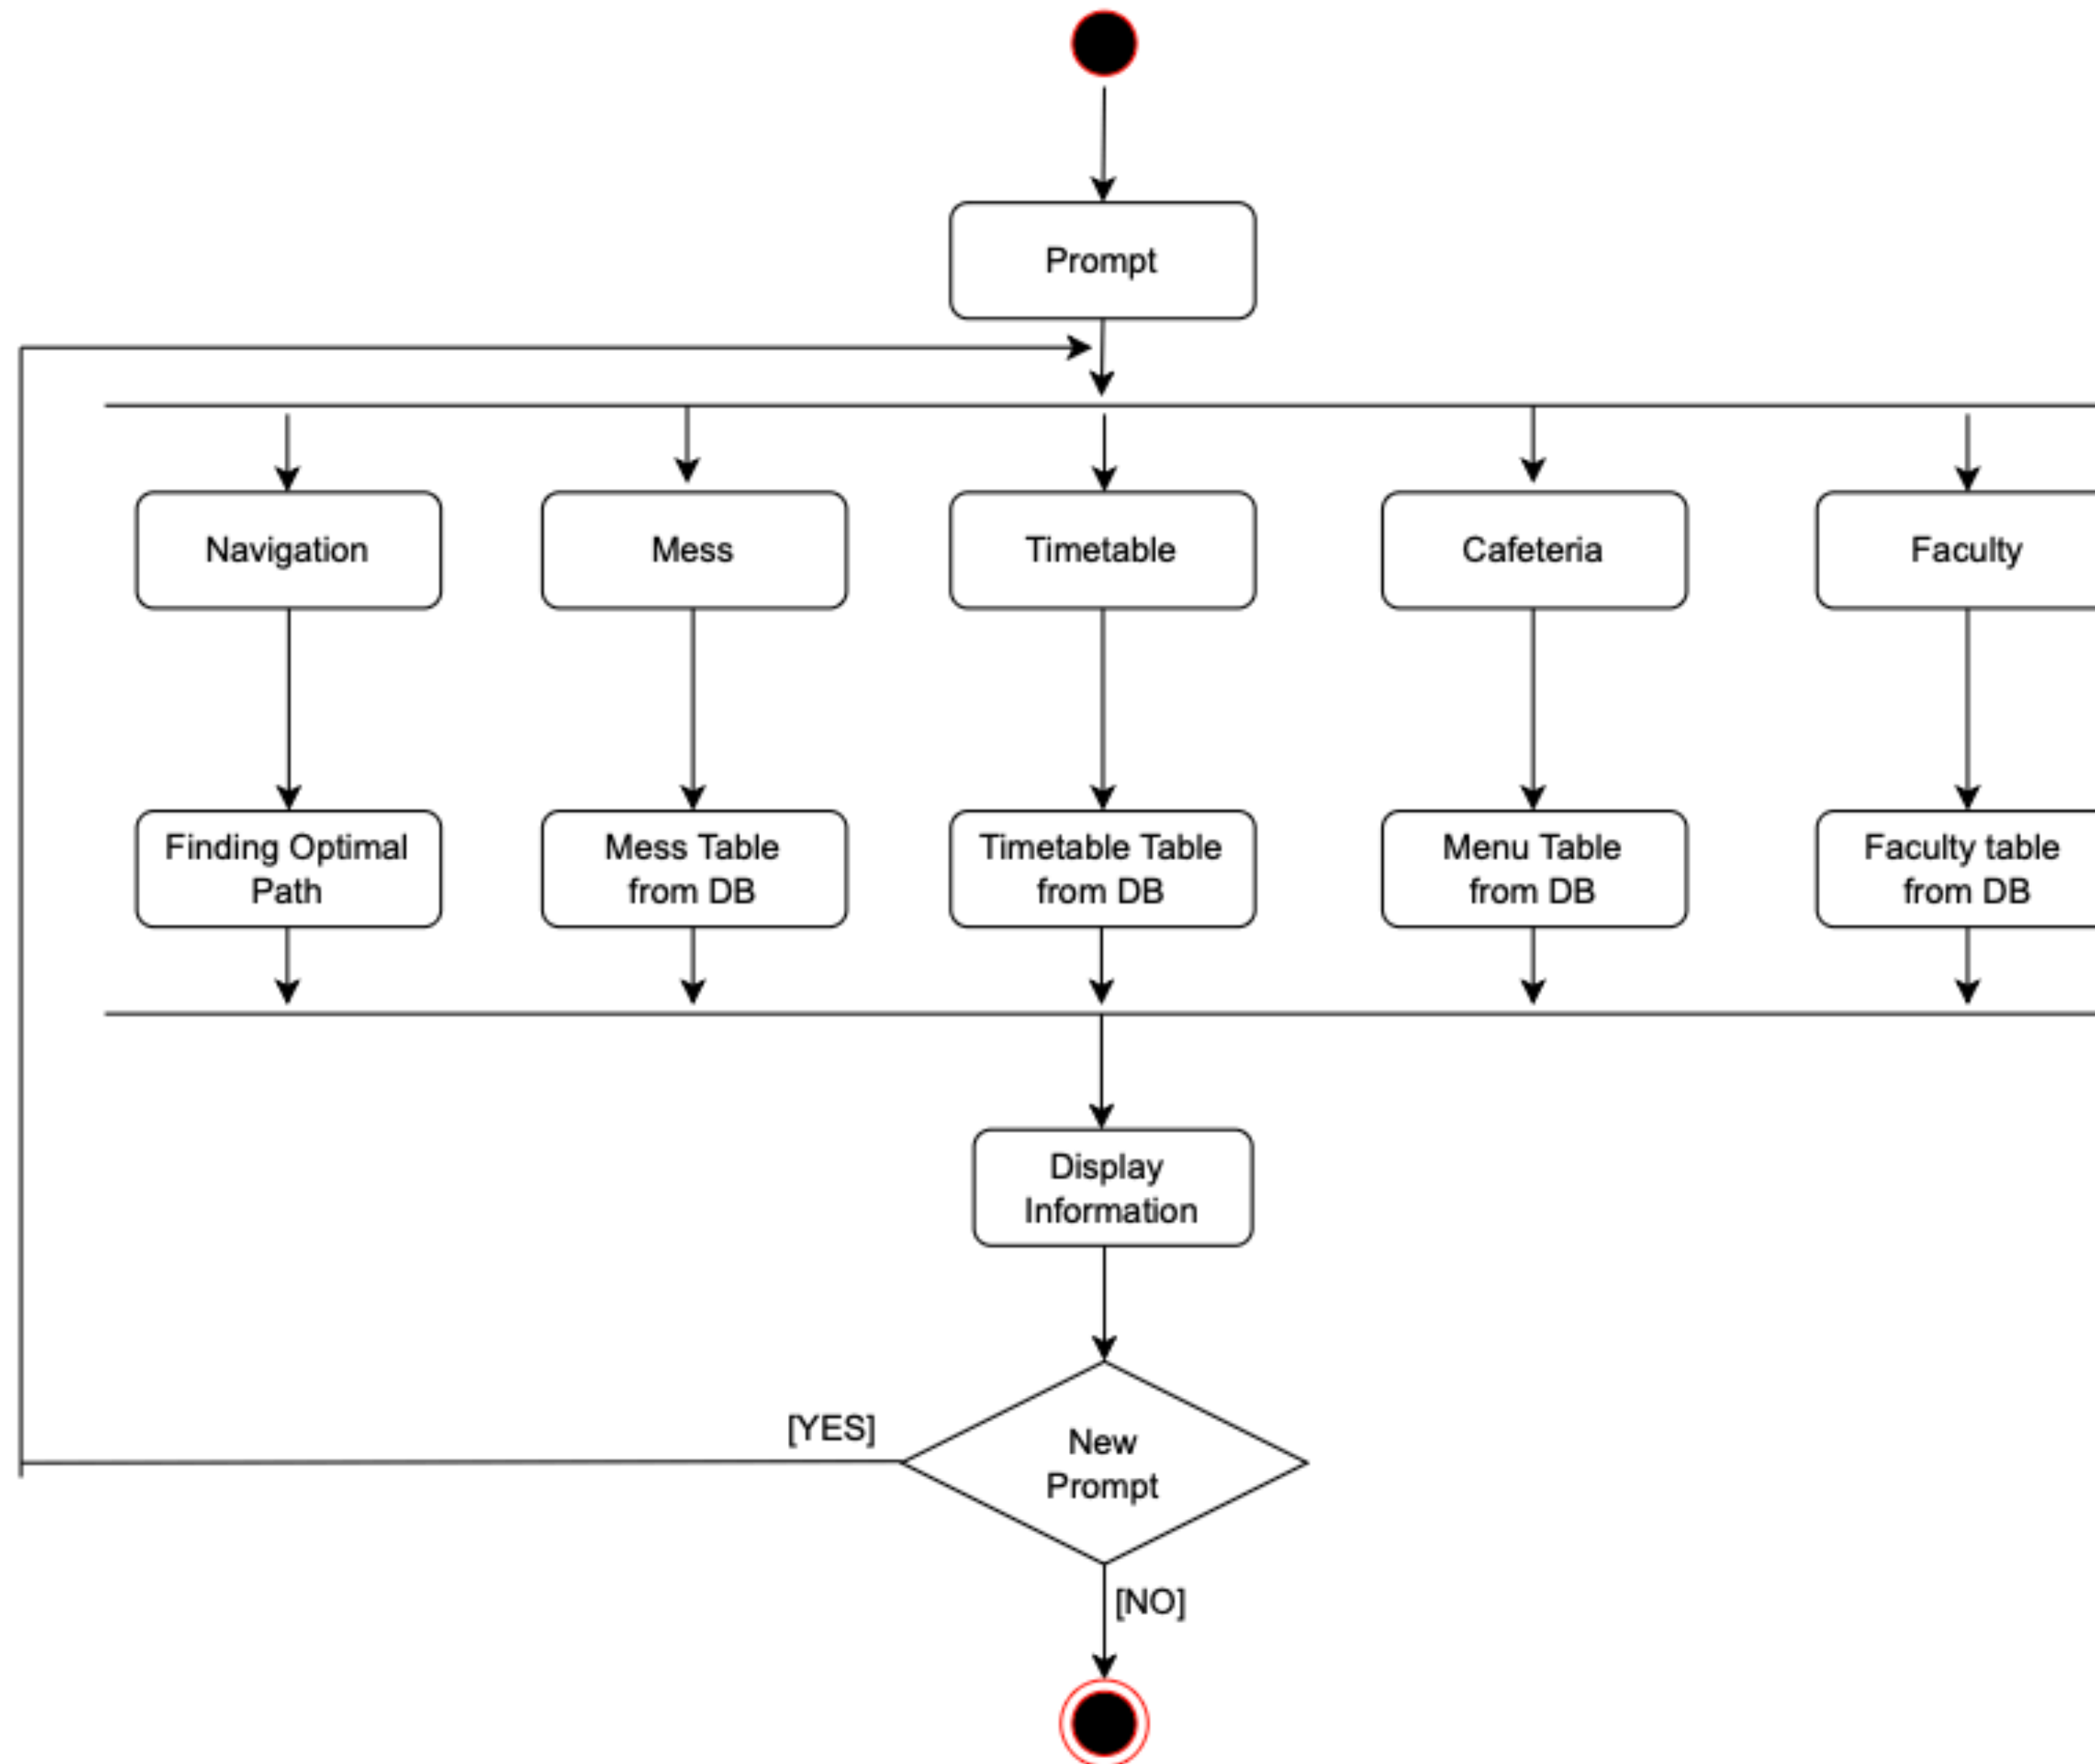 Prompt
Navigation
Mess
Timetable
Cafeteria
Faculty
Finding Optimal
Path
Mess Table
from DB
Timetable Table
from DB
Menu Table
from DB
Faculty table
from DB
Display
Information
[YES]
New
Prompt
[NO]